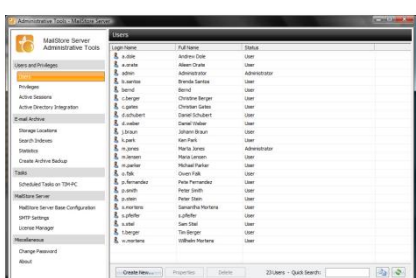 Administrative Tools - MailStore Server
MailStore Server
Administrative Tools
Users and Privileges
Users
Privileges
Active Sessions
Active Directory Integration
E-mail Archive
Storage Locations
Search Indexes
Statistics
Create Archive Backup
Tasks
Scheduled Tasks on TIM-PC
MailStore Server
MailStore Server Base Configuration
SMTP Settings
License Manager
Miscellaneous
Change Password
About
Users
Login Name Full Name Status
a.dole Andrew Dole User
a.orate Aileen Orate User
admin Administrator Administrator
b.santos Brenda Santos User
bernd Bernd User
c.berger Christine Berger User
c.gates Christian Gates User
d.schubert Daniel Schubert User
d.weber Daniel Weber User
j.braun Johann Braun User
k.park Ken Park User
m.jones Marta Jones Administrator
m.lensen Maria Lensen User
m.parker Michael Parker User
o.falk Owen Falk User
p.fernandez Pete Fernandez User
p.smith Peter Smith User
p.stein Peter Stein User
s.mortens Samantha Mortens User
s.pfeifer s.pfeifer User
s.stel Sam Stel User
t.berger Tim Berger User
w.mortens Wilhelm Mortens User
Create New... Properties Delete 23 Users - Quick Search: